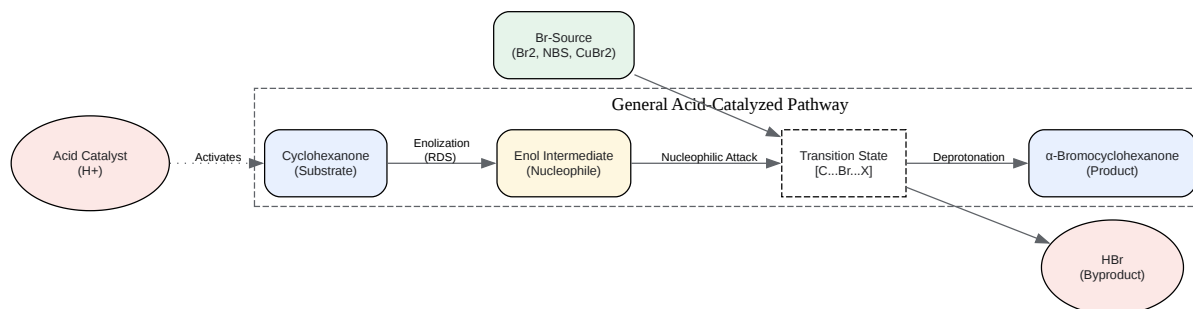 Br-Source
(Br2, NBS, CuBr2)
General Acid-Catalyzed Pathway
Acid Catalyst
(H+)
Activates
Cyclohexanone
(Substrate)
Enolization
(RDS)
Enol Intermediate
(Nucleophile)
Nucleophilic Attack
Transition State
[C...Br...X]
Deprotonation
α-Bromocyclohexanone
(Product)
HBr
(Byproduct)